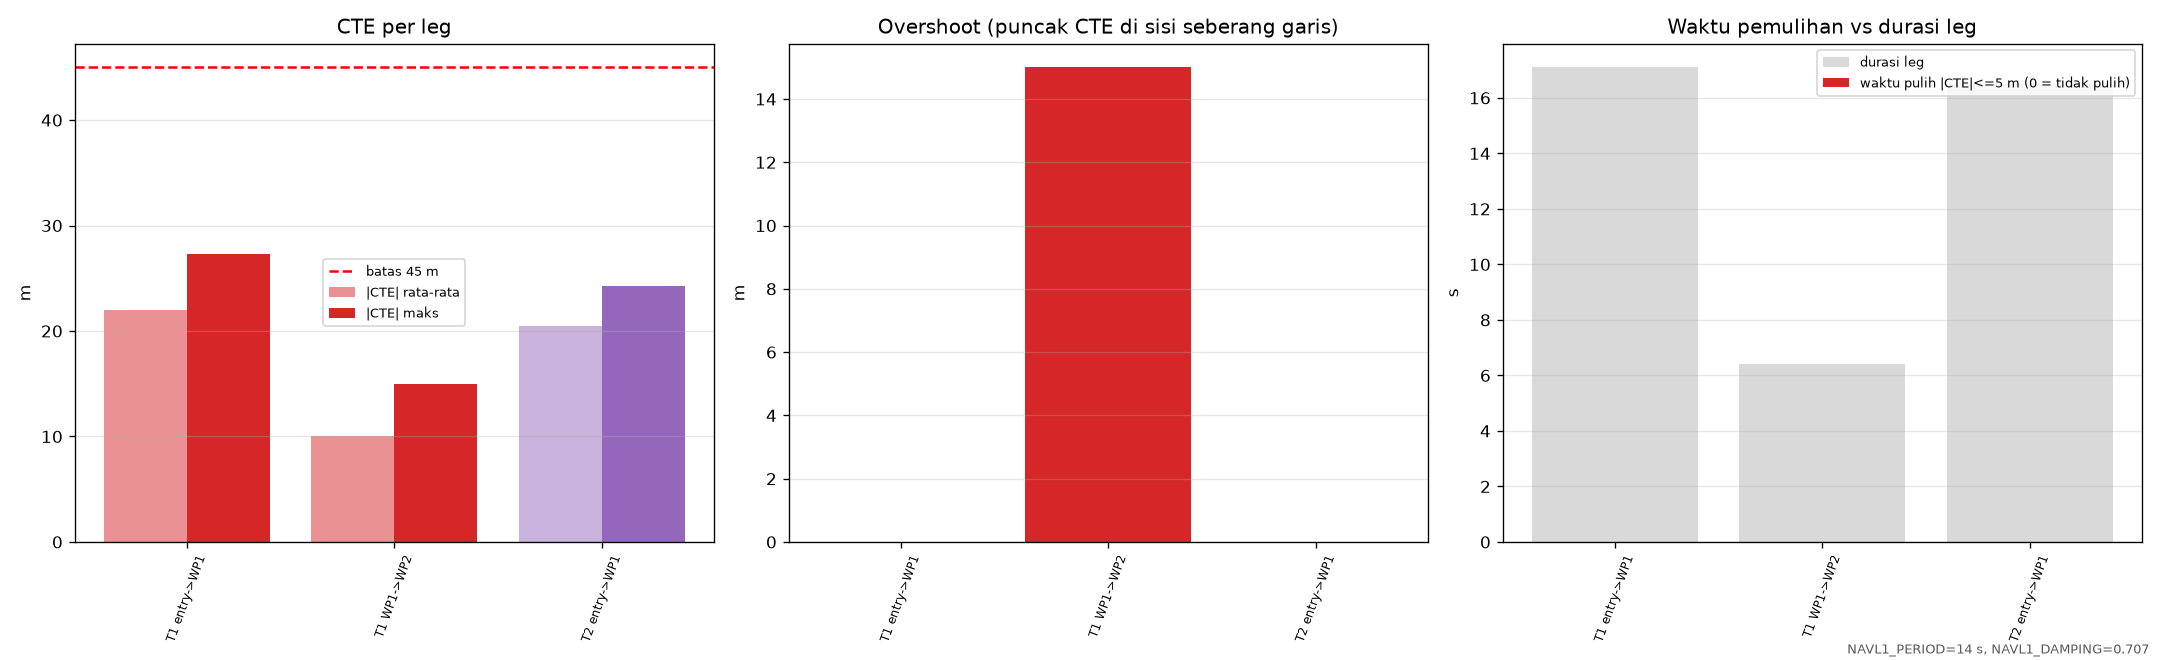 CTE per leg
m
40
30
20
10
0
batas 45 m
|CTE| rata-rata
|CTE| maks
T1 entry->WP1
T1 WP1->WP2
T2 entry->WP1
Overshoot (puncak CTE di sisi seberang garis)
m
14
12
10
8
6
4
2
0
T1 entry->WP1
T1 WP1->WP2
T2 entry->WP1
Waktu pemulihan vs durasi leg
s
16
14
12
10
8
6
4
2
0
durasi leg
waktu pulih |CTE|<=5 m (0 = tidak pulih)
T1 entry->WP1
T1 WP1->WP2
T2 entry->WP1
NAVL1_PERIOD=14 s, NAVL1_DAMPING=0.707